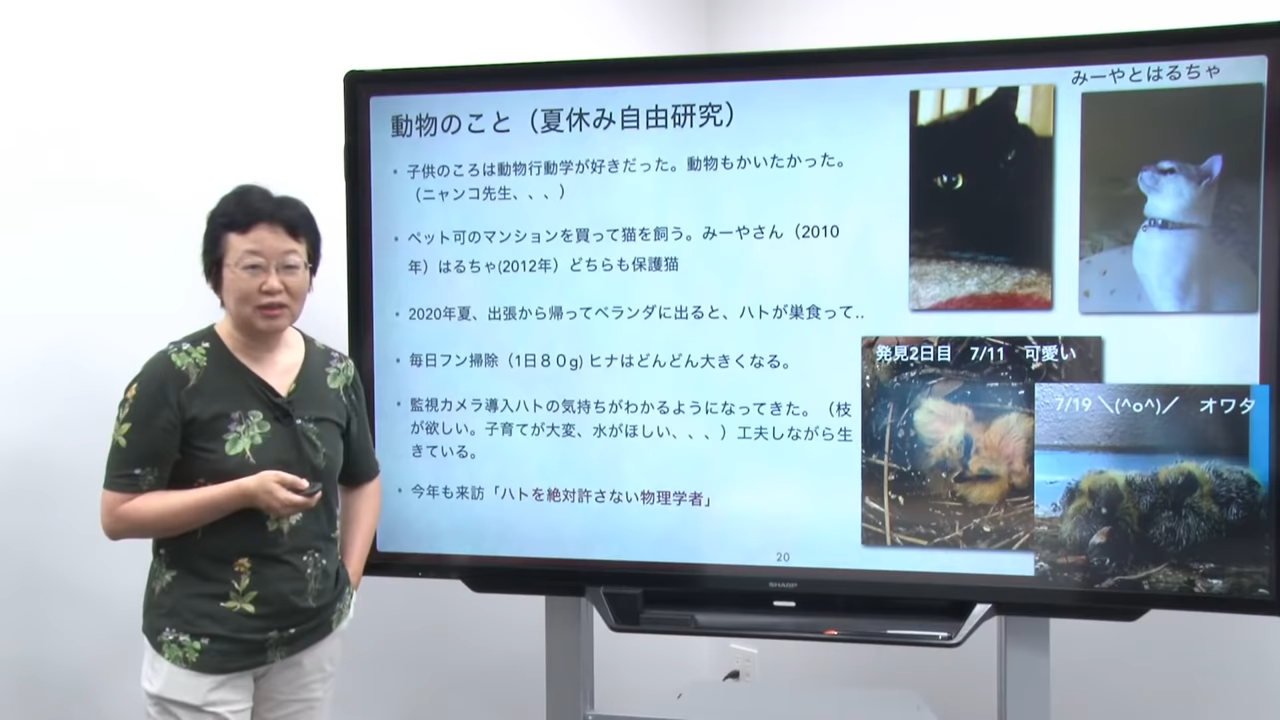 みーやとはるちゃ
動物のこと（夏休み自由研究）
• 子供のころは動物行動学が好きだった。動物もかいたかった。
（ニャンコ先生、、、）
• ペット可のマンションを買って猫を飼う。みーやさん（2010
年）はるちゃ(2012年）どちらも保護猫
• 2020年夏、出張から帰ってベランダに出ると、ハトが巣食って..
• 毎日フン掃除（1日８０g) ヒナはどんどん大きくなる。
• 監視カメラ導入ハトの気持ちがわかるようになってきた。（枝
が欲しい。子育てが大変、水がほしい、、、）工夫しながら生
きている。
• 今年も来訪「ハトを絶対許さない物理学者」
発見2日目　7/11　可愛い
7/19 ＼(^o^)／　オワタ
20
SHARP